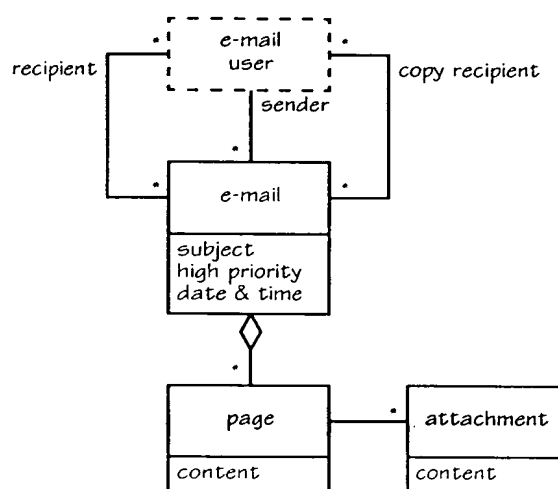 e-mail
user
recipient
copy recipient
sender
e-mail
subject
high priority
date & time
page
attachment
content
content